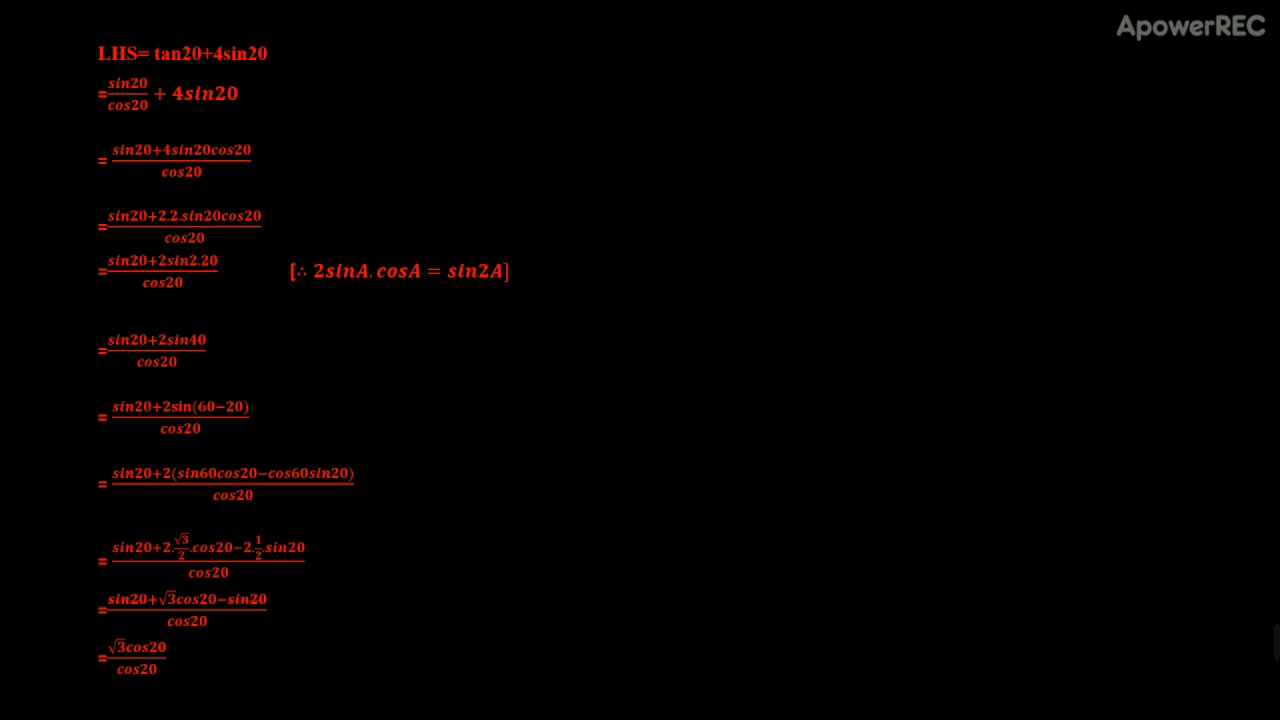 ApowerREC
LHS= tan20+4sin20
=sin20/cos20 + 4sin20
= sin20+4sin20cos20/cos20
=sin20+2.2.sin20cos20/cos20
=sin20+2sin2.20/cos20 [∴ 2sinA.cosA = sin2A]
=sin20+2sin40/cos20
= sin20+2sin(60−20)/cos20
= sin20+2(sin60cos20−cos60sin20)/cos20
= sin20+2.√3/2.cos20−2.1/2.sin20/cos20
=sin20+√3cos20−sin20/cos20
=√3cos20/cos20